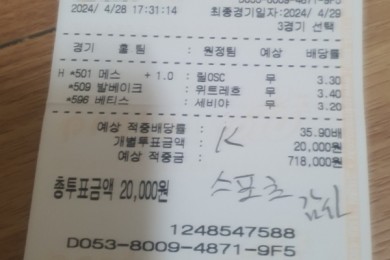 D053-8009-4871-9F5
2024/ 4/28 17:31:14 최종경기일자:2024/ 4/29
3경기 선택
경기 홈 팀 : 원정팀 예상 배당률
H *501 메스 + 1.0 : 릴OSC 무 3.30
*509 발베이크 : 위트레흐 무 3.40
*596 베티스 : 세비야 무 3.20
예상 적중배당률 : 35.90배
개별투표금액 : K 20,000원
예상 적중금 : 718,000원
총투표금액 20,000원 스포츠 감사
1248547588
D053-8009-4871-9F5